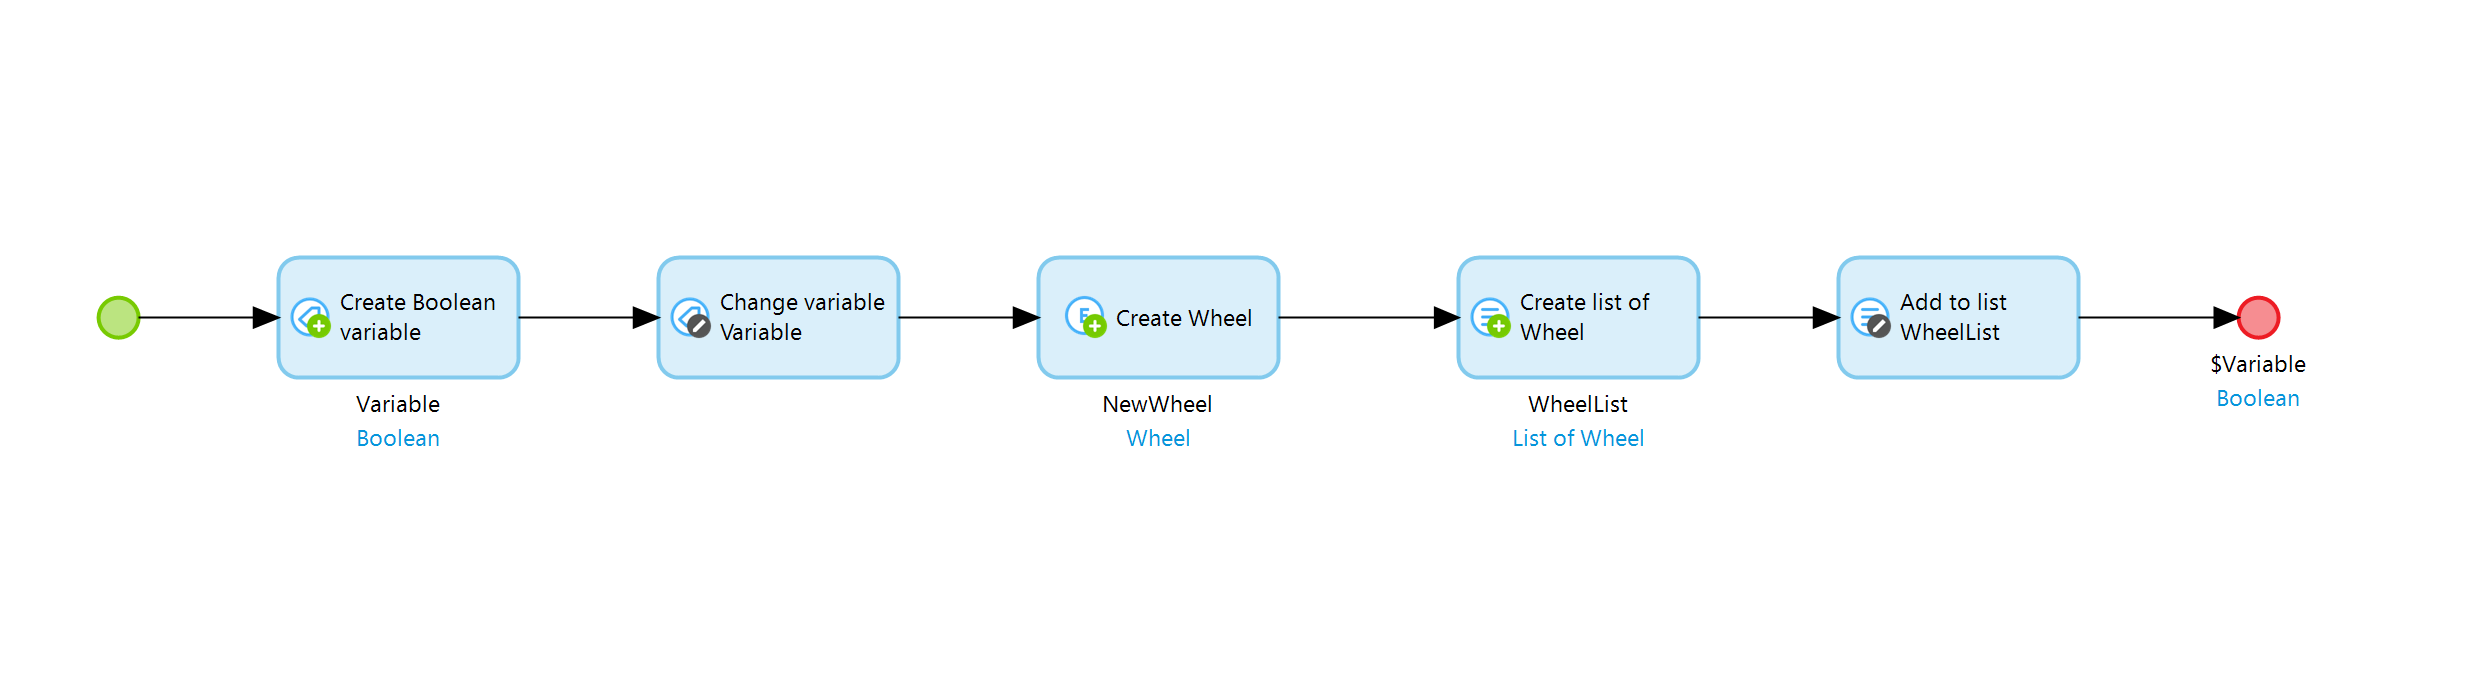 Create Boolean
variable
Variable
Boolean
Change variable
Variable
E
Create Wheel
NewWheel
Wheel
Create list of
Wheel
WheelList
List of Wheel
Add to list
WheelList
$Variable
Boolean